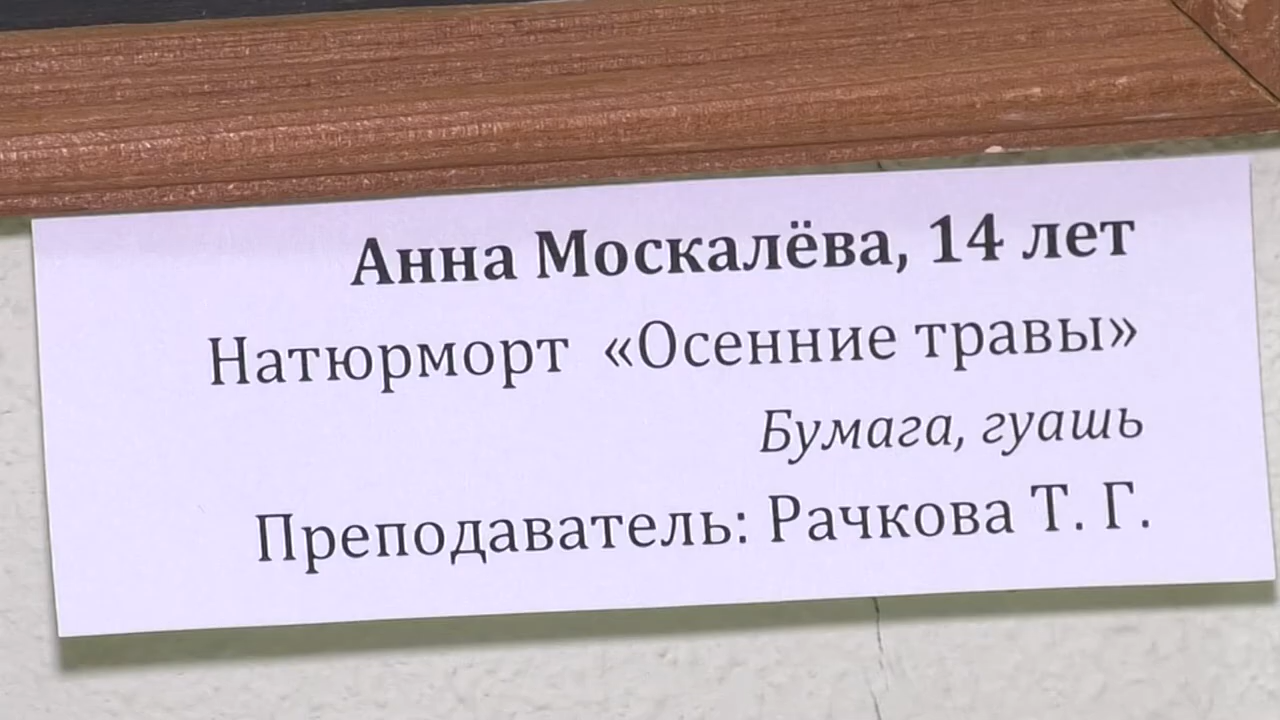 Анна Москалёва, 14 лет
Натюрморт «Осенние травы»
Бумага, гуашь
Преподаватель: Рачкова Т. Г.